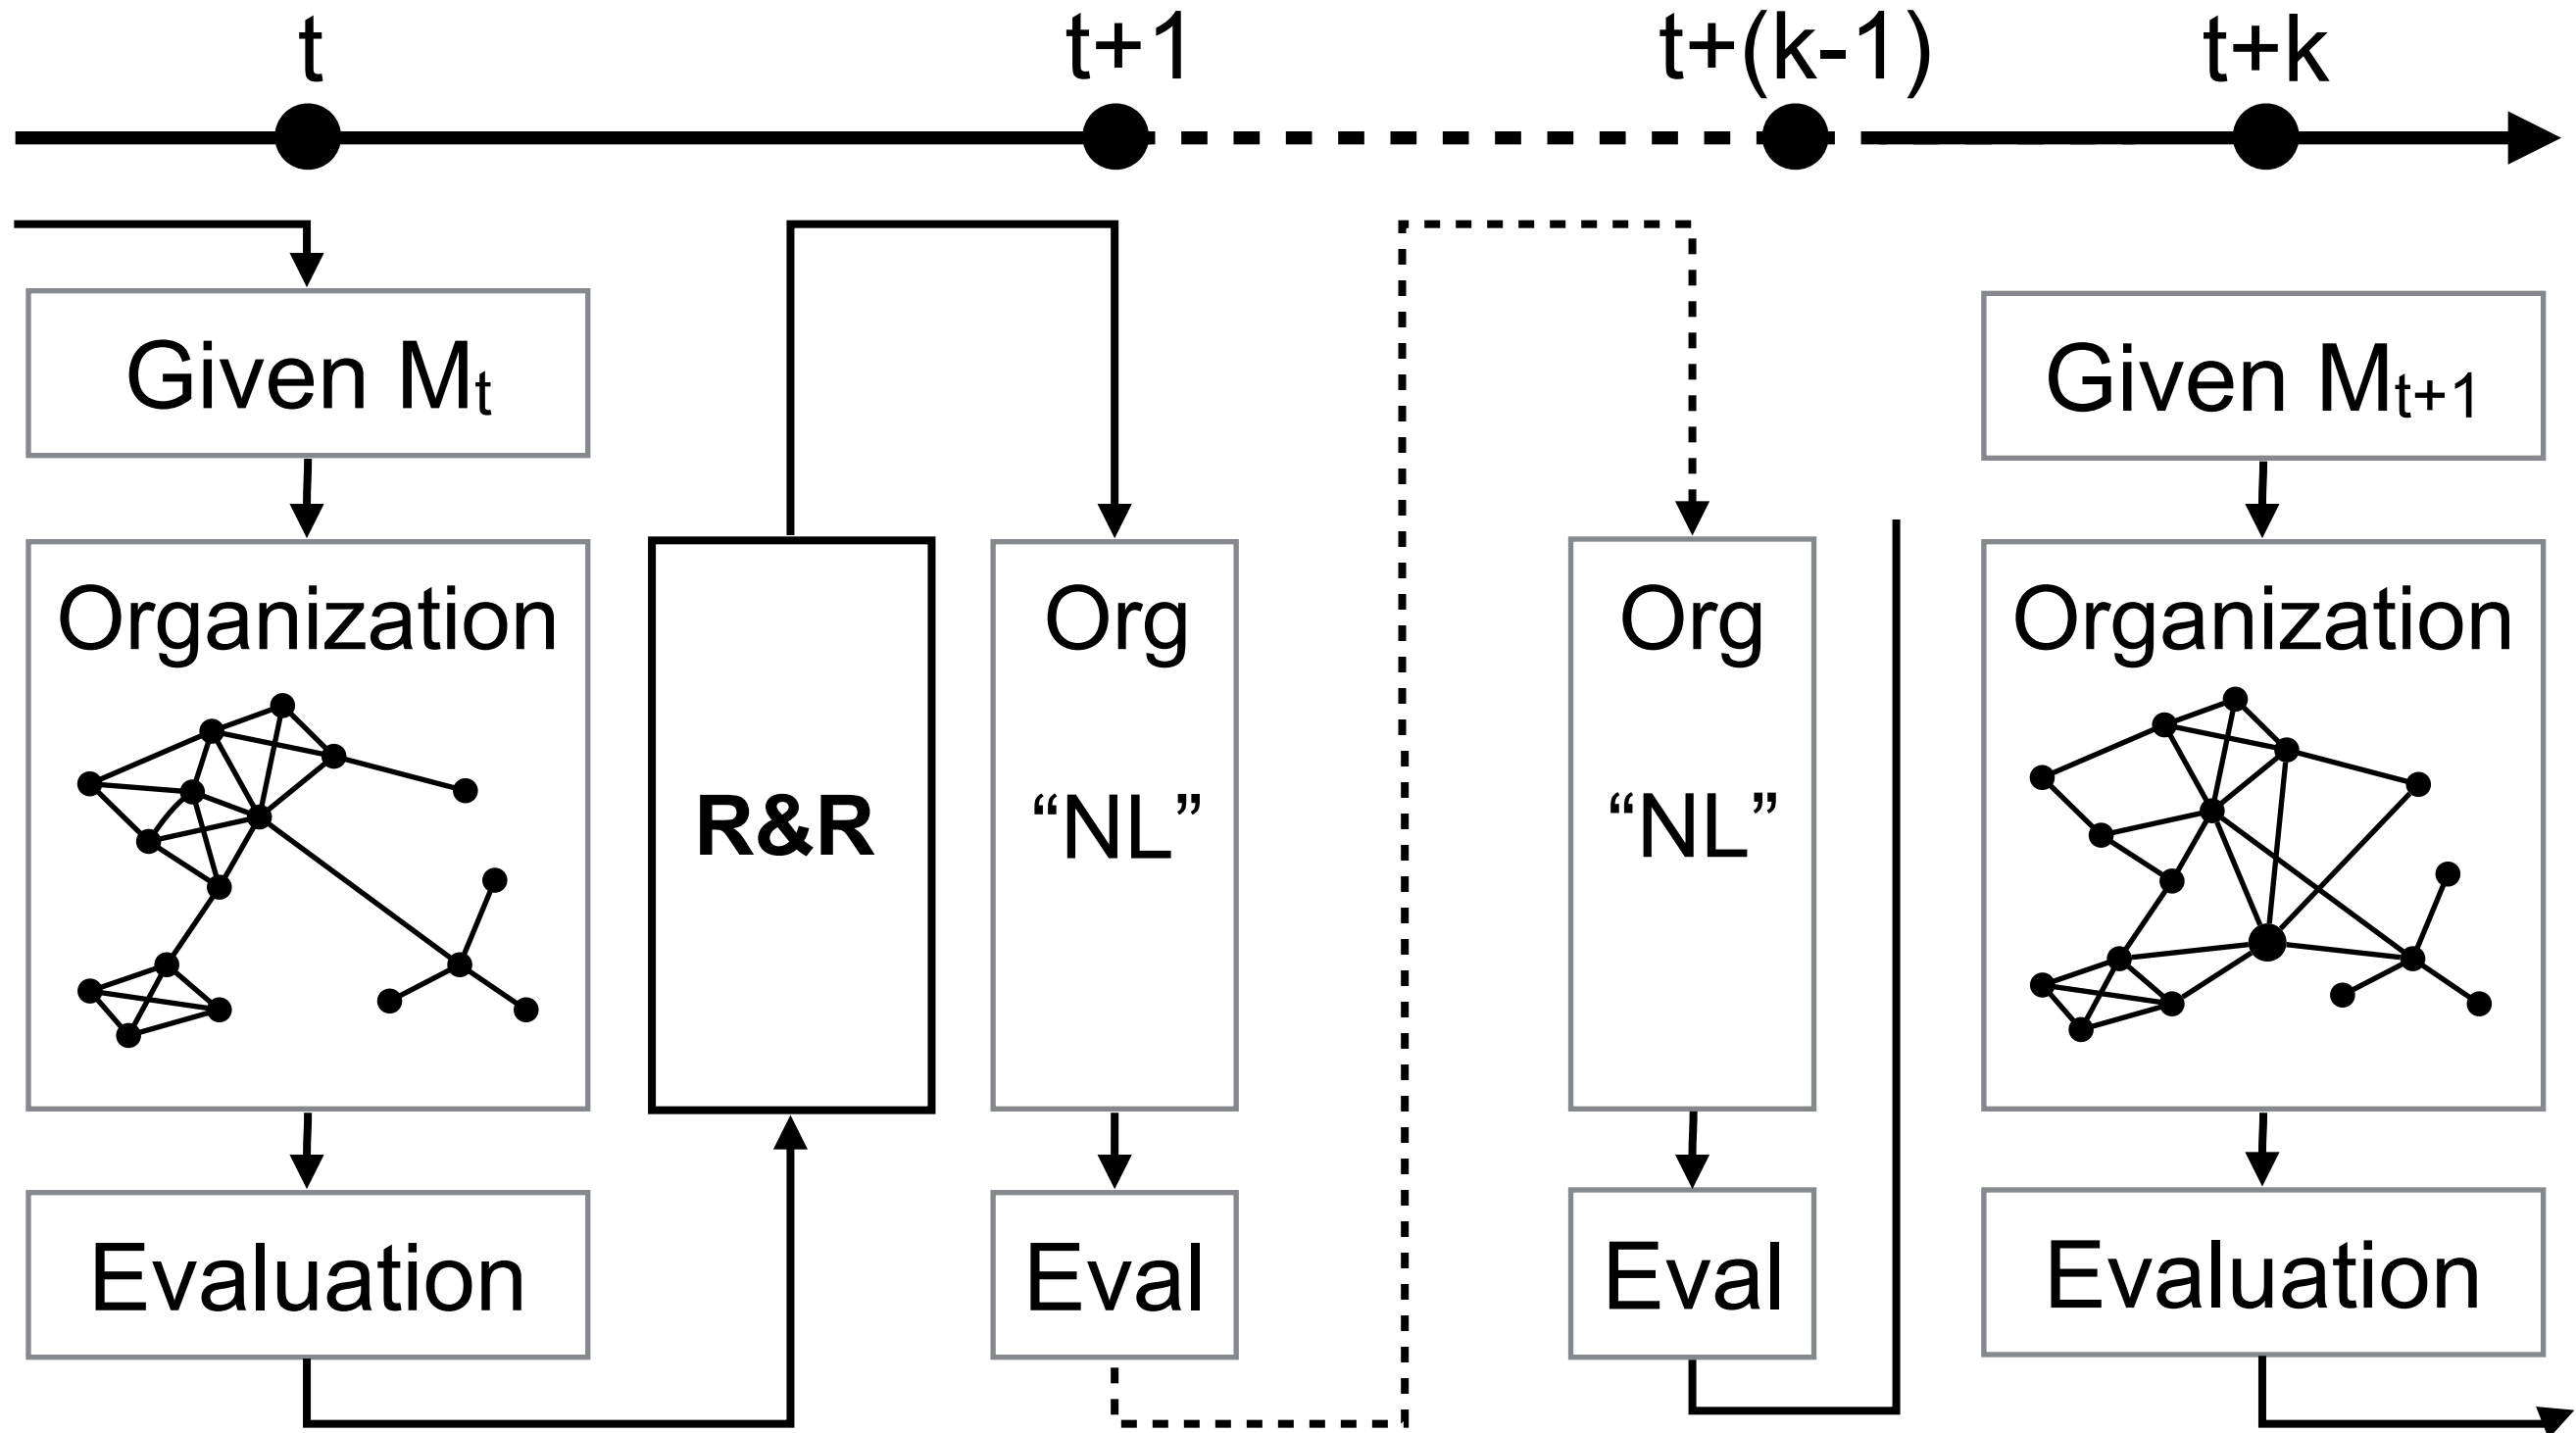 t
t+1
t+(k-1)
t+k
Given Mt
Organization
Evaluation
R&R
Org
“NL”
Eval
Org
“NL”
Eval
Given Mt+1
Organization
Evaluation